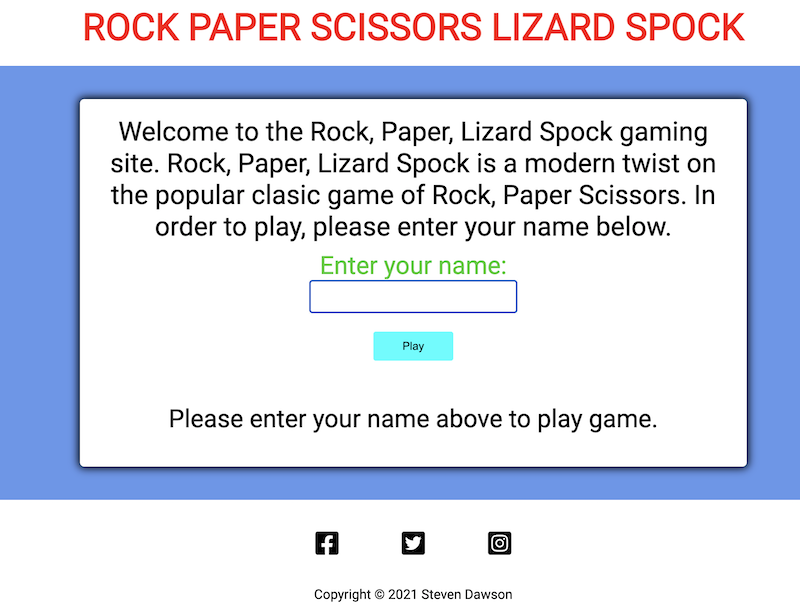 ROCK PAPER SCISSORS LIZARD SPOCK
Welcome to the Rock, Paper, Lizard Spock gaming
site. Rock, Paper, Lizard Spock is a modern twist on
the popular clasic game of Rock, Paper Scissors. In
order to play, please enter your name below.
Enter your name:
Play
Please enter your name above to play game.
Copyright © 2021 Steven Dawson